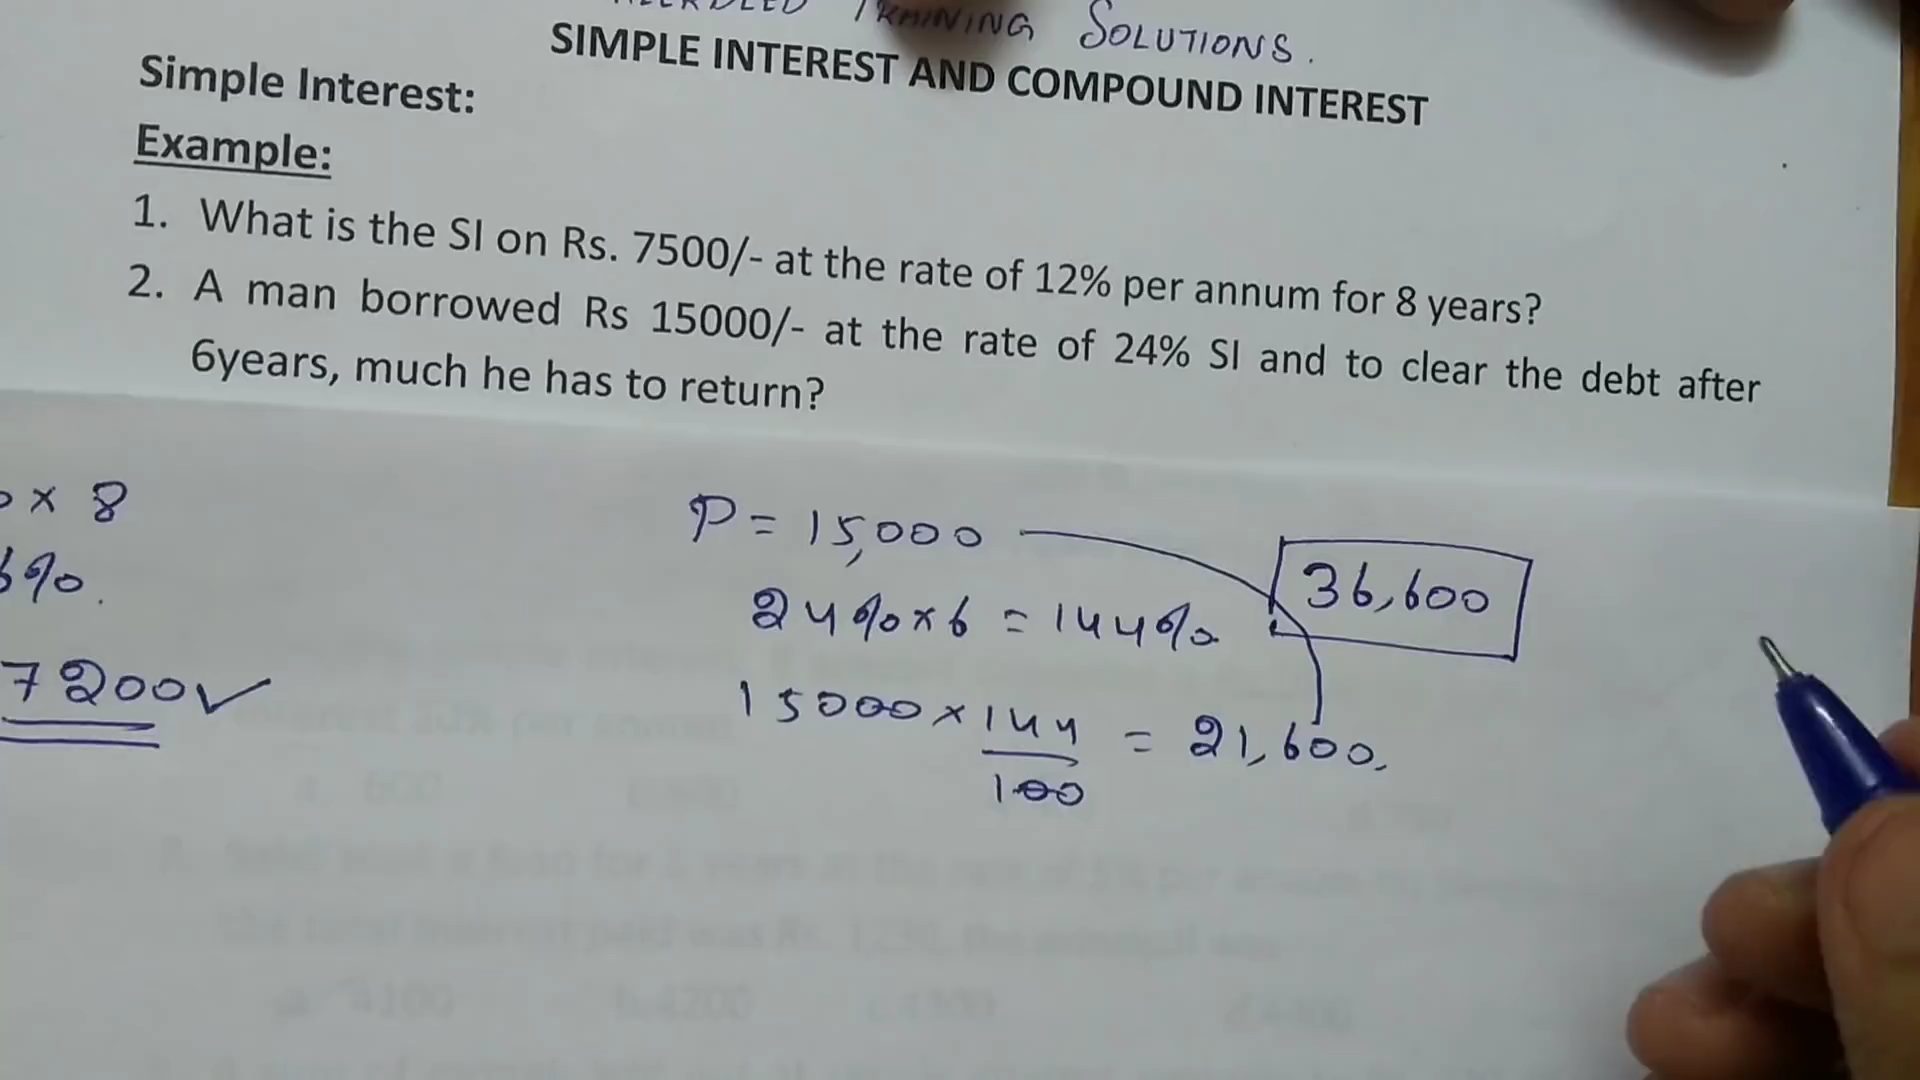 TRAINING SOLUTIONS.
SIMPLE INTEREST AND COMPOUND INTEREST
Simple Interest:
Example:
1. What is the SI on Rs. 7500/- at the rate of 12% per annum for 8 years?
2. A man borrowed Rs 15000/- at the rate of 24% SI and to clear the debt after
6years, much he has to return?
× 8
%.
7200✓
P = 15,000
36,600
24% × 6 = 144%
15000 × 144/100 = 21,600.